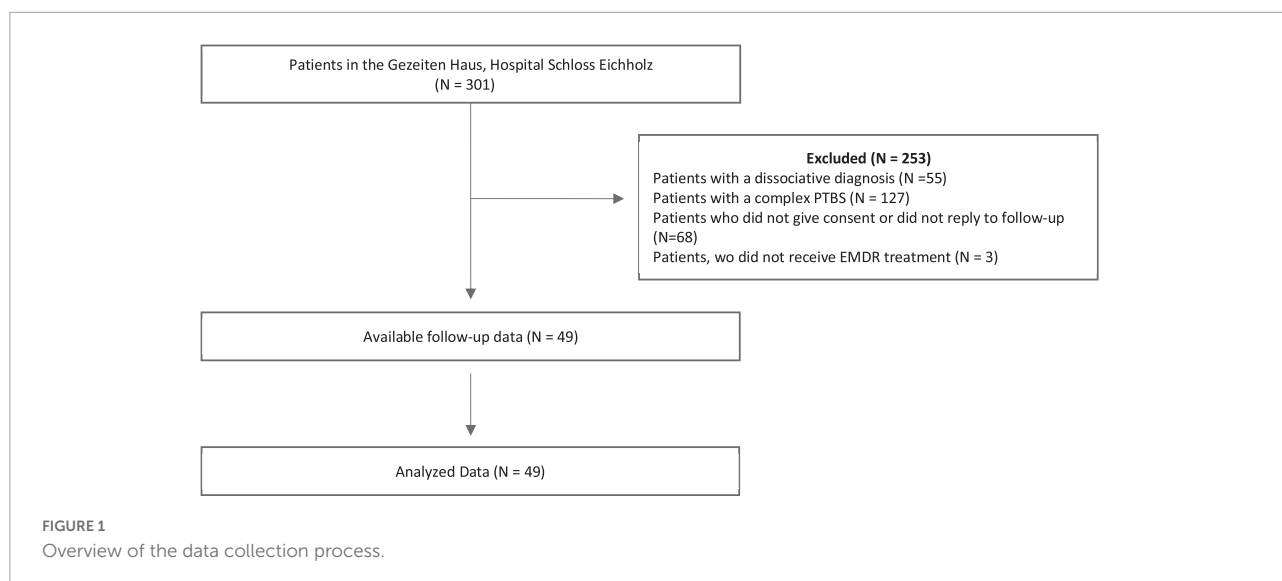 Patients in the Gezeiten Haus, Hospital Schloss Eichholz
(N = 301)
Excluded (N = 253)
Patients with a dissociative diagnosis (N =55)
Patients with a complex PTBS (N = 127)
Patients who did not give consent or did not reply to follow-up
(N=68)
Patients, wo did not receive EMDR treatment (N = 3)
Available follow-up data (N = 49)
Analyzed Data (N = 49)
FIGURE 1
Overview of the data collection process.